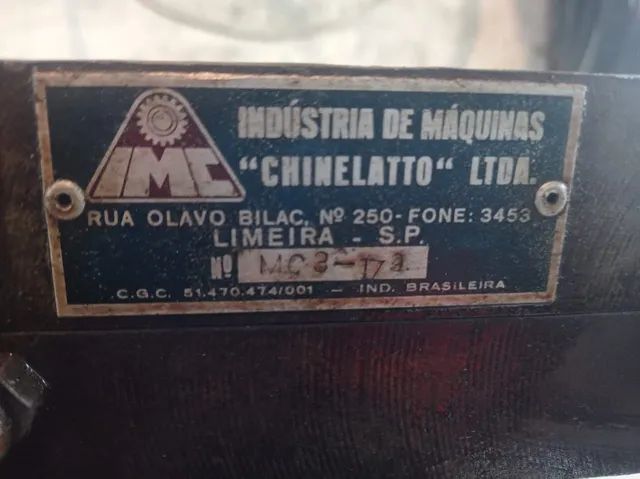 IMC
INDÚSTRIA DE MÁQUINAS
"CHINELATTO" LTDA.
RUA OLAVO BILAC, Nº 250 - FONE: 3453
LIMEIRA - S.P.
Nº
C.G.C. 51.470.474/001 - IND. BRASILEIRA